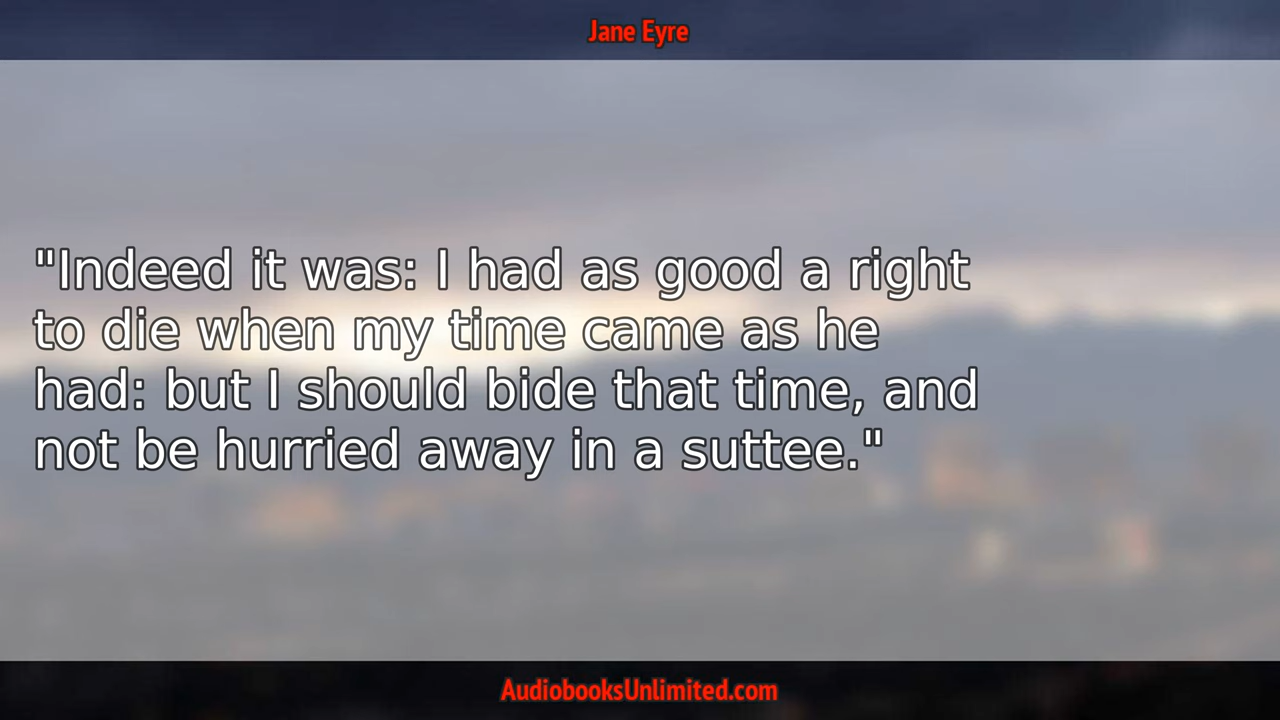 Jane Eyre
"Indeed it was: I had as good a right
to die when my time came as he
had: but I should bide that time, and
not be hurried away in a suttee."
AudiobooksUnlimited.com